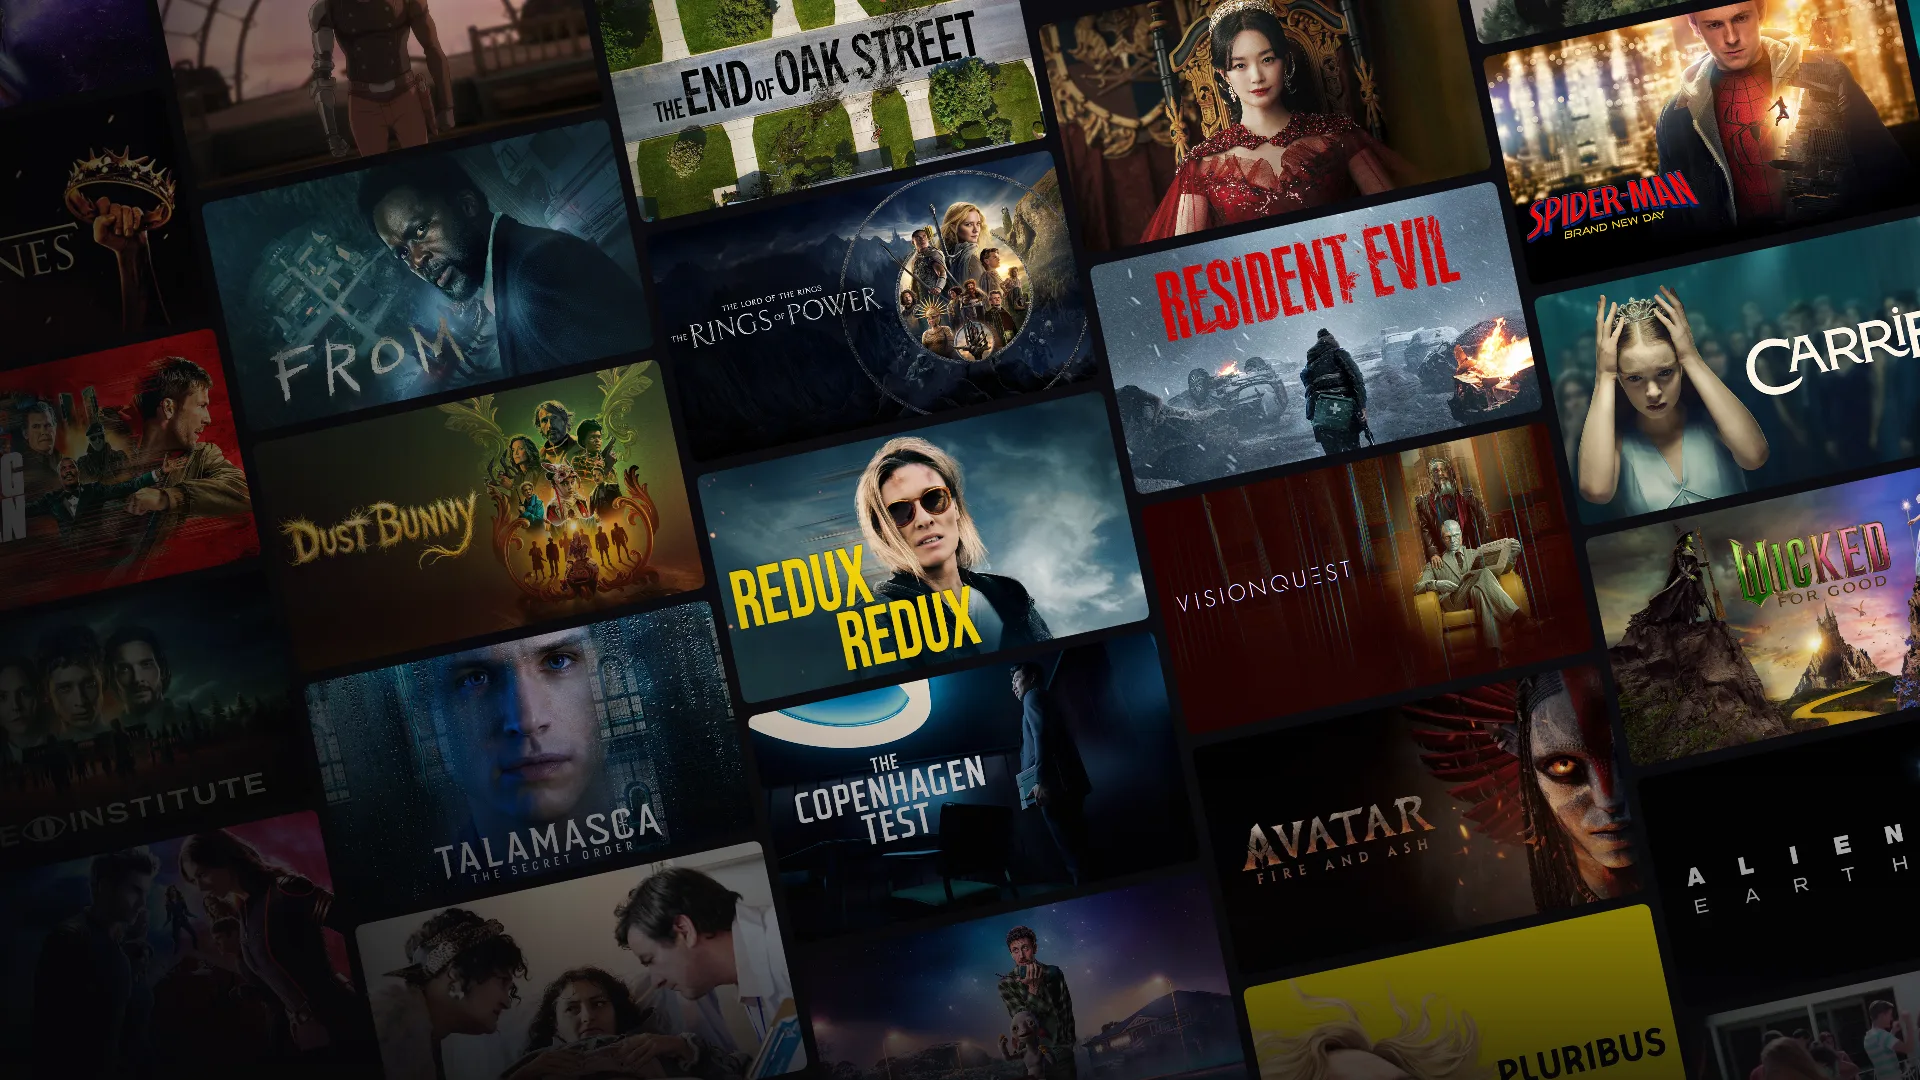 THE END OF OAK STREET
SPIDER-MAN
BRAND NEW DAY
NES
FROM
THE LORD OF THE RINGS
THE RINGS OF POWER
RESIDENT EVIL
CARRIE
G
N
DUST BUNNY
REDUX
REDUX
VISIONQUEST
WICKED
FOR GOOD
E INSTITUTE
TALAMASCA
THE SECRET ORDER
THE
COPENHAGEN
TEST
AVATAR
FIRE AND ASH
ALIEN
EARTH
PLUR1BUS